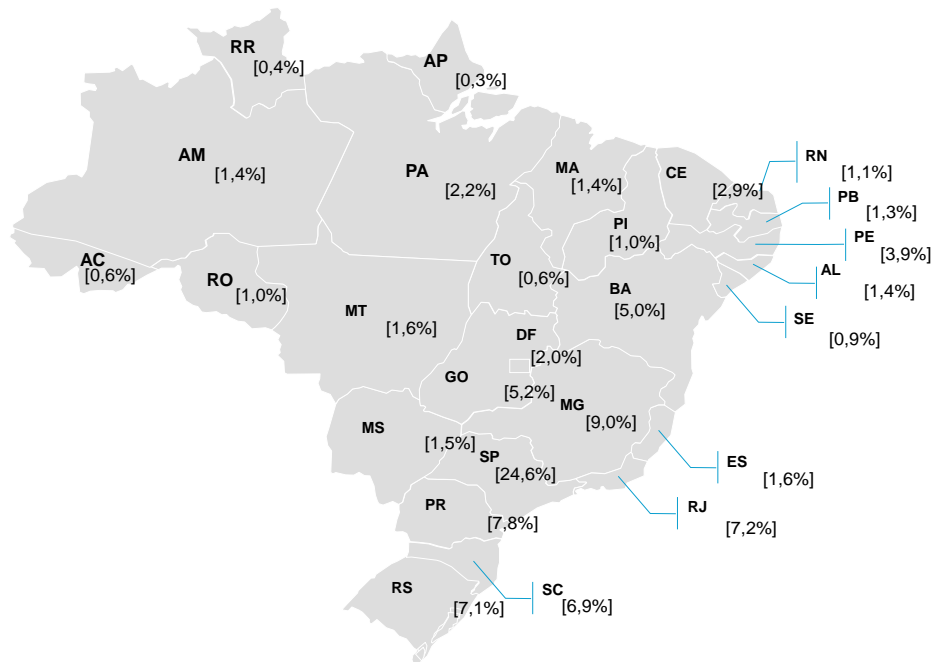 RR
[0,4%]
AP
[0,3%]
AM
[1,4%]
PA
[2,2%]
MA
[1,4%]
CE
[2,9%]
RN
[1,1%]
PB
[1,3%]
PI
[1,0%]
PE
[3,9%]
AC
[0,6%]
RO
[1,0%]
TO
[0,6%]
AL
[1,4%]
BA
[5,0%]
SE
[0,9%]
MT
[1,6%]
DF
[2,0%]
GO
[5,2%]
MG
[9,0%]
MS
[1,5%]
SP
[24,6%]
ES
[1,6%]
RJ
[7,2%]
PR
[7,8%]
RS
[7,1%]
SC
[6,9%]